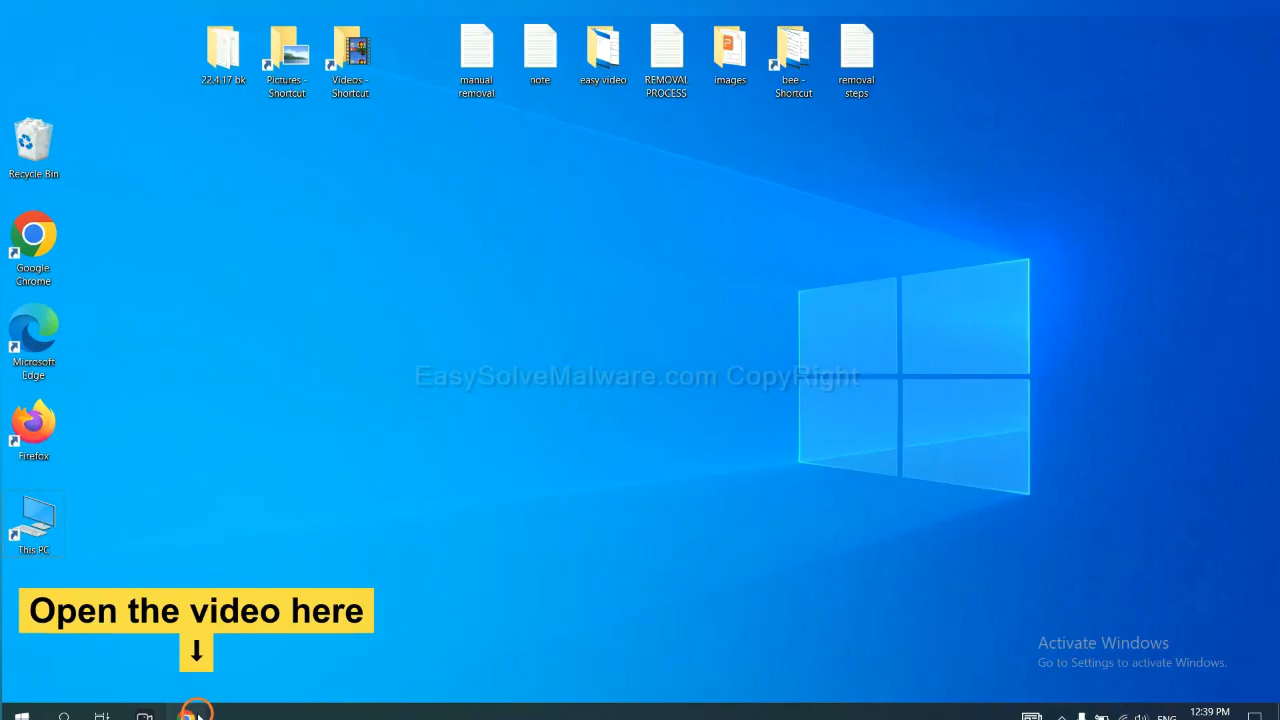 22.4.17 bk
Pictures -
Shortcut
Videos -
Shortcut
manual
removal
note
easy video
REMOVAL
PROCESS
images
bee -
Shortcut
removal
steps
Recycle Bin
Google
Chrome
Microsoft
Edge
Firefox
This PC
EasySolveMalware.com CopyRight
Open the video here
↓
Activate Windows
Go to Settings to activate Windows.
ENG
12:39 PM